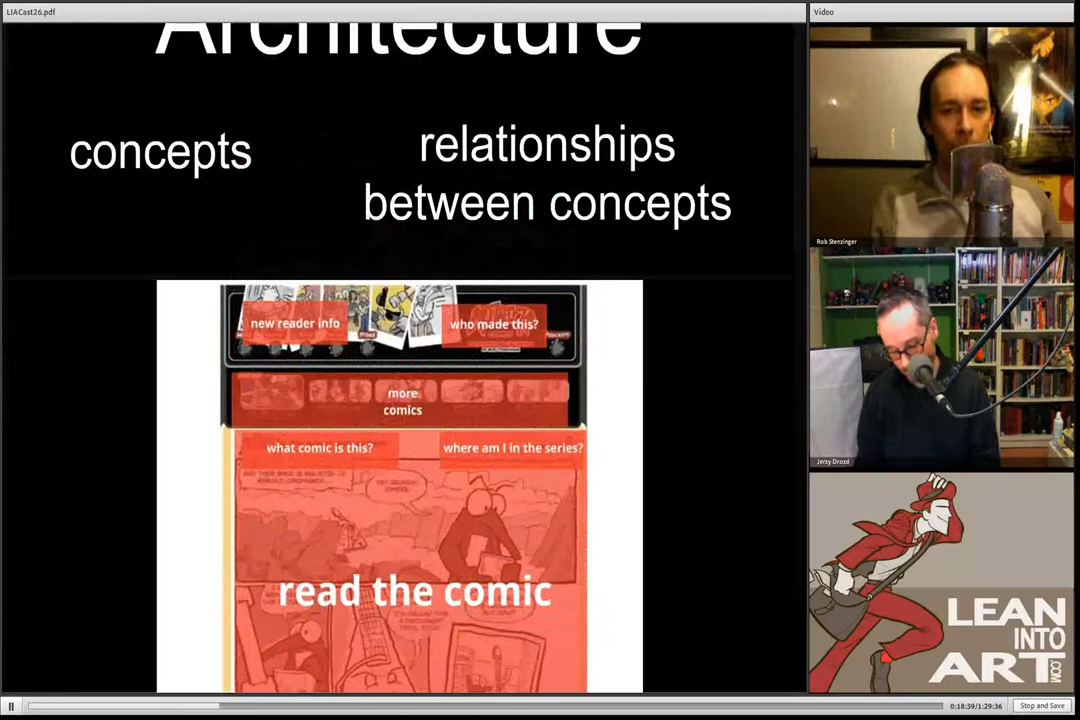 LIACast26.pdf
Architecture
concepts
relationships
between concepts
new reader info
who made this?
more
comics
what comic is this?
where am I in the series?
read the comic
Video
Rob Stenzinger
Jerzy Drozd
LEAN
INTO
ART
.COM
0:18:39/1:29:36
Stop and Save